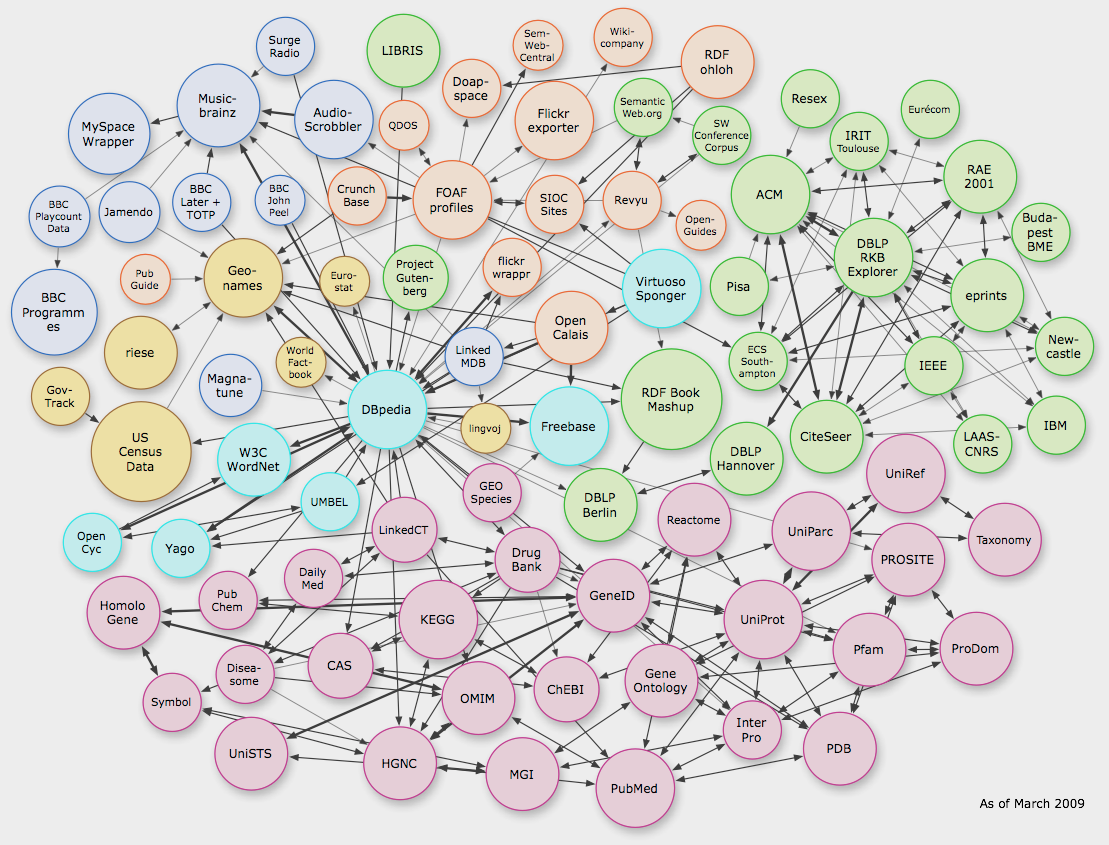 Surge
Radio
LIBRIS
Sem-
Web-
Central
Wiki-
company
RDF
ohloh
Doap-
space
Music-
brainz
MySpace
Wrapper
Audio-
Scrobbler
QDOS
Flickr
exporter
Semantic
Web.org
SW
Conference
Corpus
Resex
Eurécom
IRIT
Toulouse
RAE
2001
ACM
BBC
Playcount
Data
Jamendo
BBC
Later +
TOTP
BBC
John
Peel
Crunch
Base
FOAF
profiles
SIOC
Sites
Revyu
Open-
Guides
DBLP
RKB
Explorer
Buda-
pest
BME
Pub
Guide
Geo-
names
Euro-
stat
Project
Guten-
berg
flickr
wrappr
Virtuoso
Sponger
Pisa
eprints
BBC
Programm
es
riese
World
Fact-
book
Linked
MDB
Open
Calais
ECS
South-
ampton
IEEE
New-
castle
Gov-
Track
Magna-
tune
DBpedia
RDF Book
Mashup
US
Census
Data
W3C
WordNet
lingvoj
Freebase
DBLP
Hannover
CiteSeer
LAAS-
CNRS
IBM
UMBEL
GEO
Species
DBLP
Berlin
UniRef
Open
Cyc
Yago
LinkedCT
Reactome
UniParc
Taxonomy
Drug
Bank
PROSITE
Daily
Med
Pub
Chem
Homolo
Gene
KEGG
GeneID
UniProt
Pfam
ProDom
Disea-
some
CAS
ChEBI
Gene
Ontology
Symbol
OMIM
Inter
Pro
UniSTS
HGNC
MGI
PubMed
PDB
As of March 2009